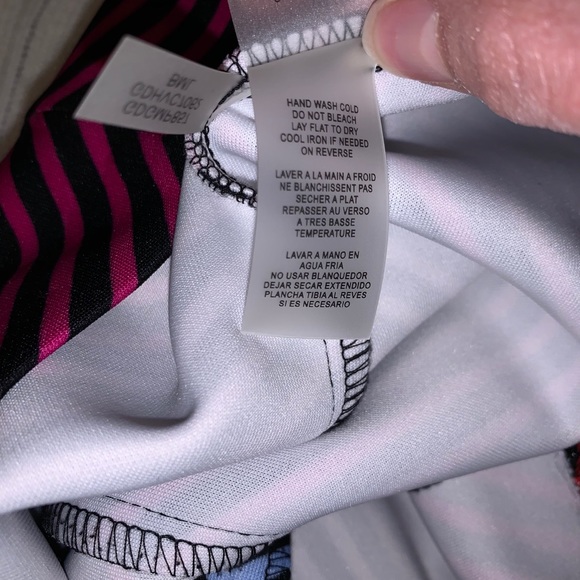 HAND WASH COLD
DO NOT BLEACH
LAY FLAT TO DRY
COOL IRON IF NEEDED
ON REVERSE
LAVER A LA MAIN A FROID
NE BLANCHISSENT PAS
SECHER A PLAT
REPASSER AU VERSO
A TRES BASSE
TEMPERATURE
LAVAR A MANO EN
AGUA FRIA
NO USAR BLANQUEDOR
DEJAR SECAR EXTENDIDO
PLANCHA TIBIA AL REVES
SI ES NECESARIO